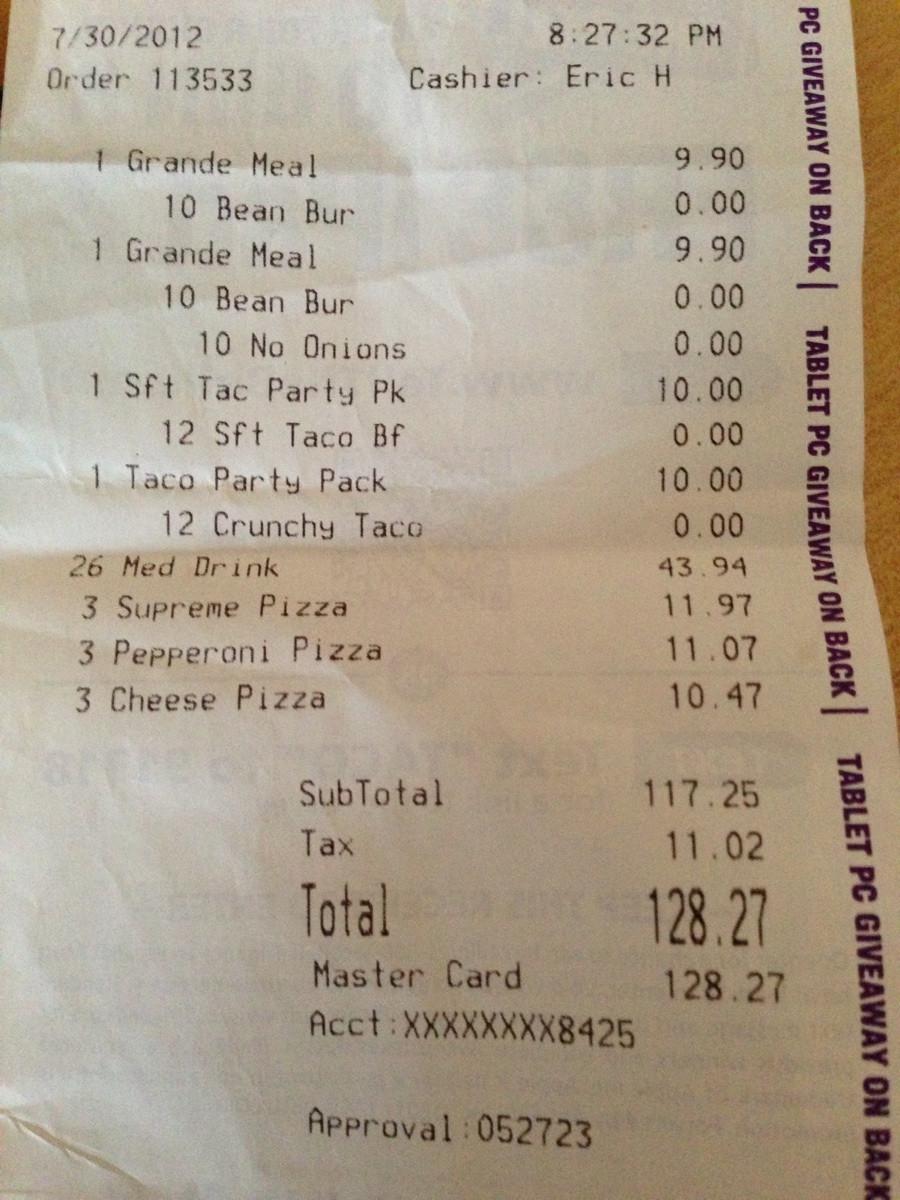 7/30/2012 8:27:32 PM
Order 113533 Cashier: Eric H
1 Grande Meal 9.90
10 Bean Bur 0.00
1 Grande Meal 9.90
10 Bean Bur 0.00
10 No Onions 0.00
1 Sft Tac Party Pk 10.00
12 Sft Taco Bf 0.00
1 Taco Party Pack 10.00
12 Crunchy Taco 0.00
26 Med Drink 43.94
3 Supreme Pizza 11.97
3 Pepperoni Pizza 11.07
3 Cheese Pizza 10.47
SubTotal 117.25
Tax 11.02
Total 128.27
Master Card 128.27
Acct:XXXXXXXX8425
Approval:052723
PC GIVEAWAY ON BACK | TABLET PC GIVEAWAY ON BACK | TABLET PC GIVEAWAY ON BACK